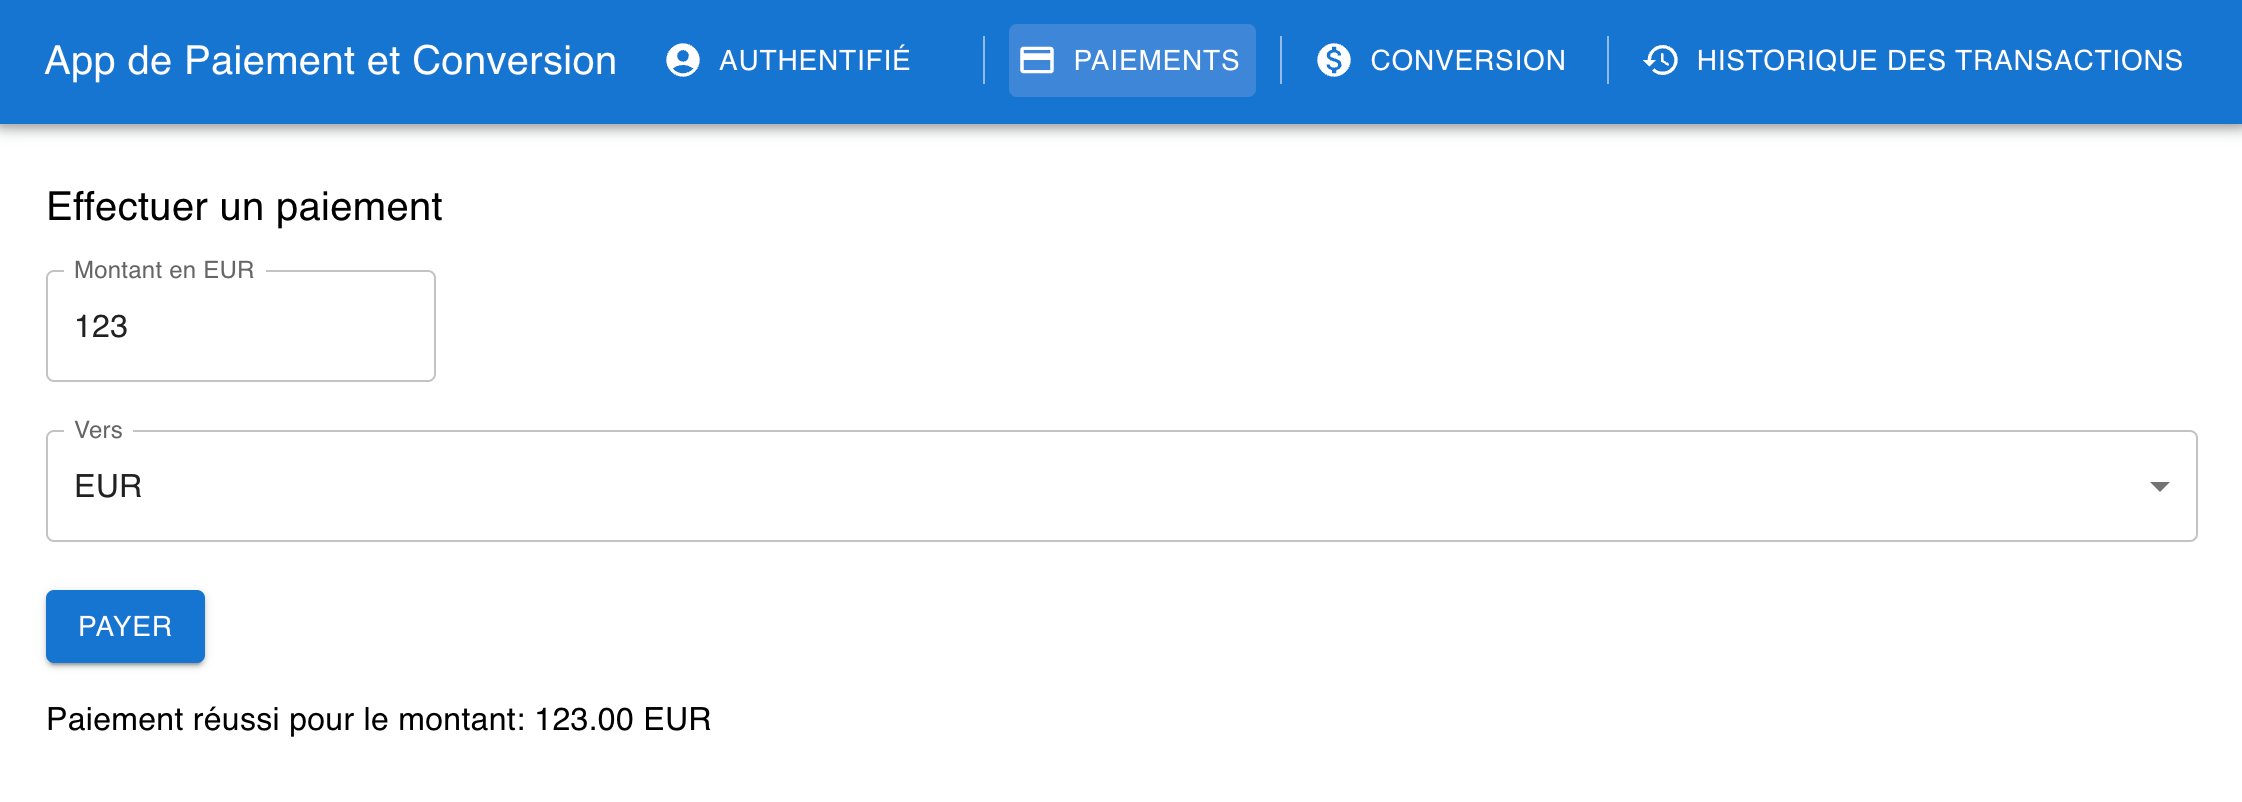 App de Paiement et Conversion AUTHENTIFIÉ PAIEMENTS CONVERSION HISTORIQUE DES TRANSACTIONS
Effectuer un paiement
Montant en EUR
123
Vers
EUR
PAYER
Paiement réussi pour le montant: 123.00 EUR